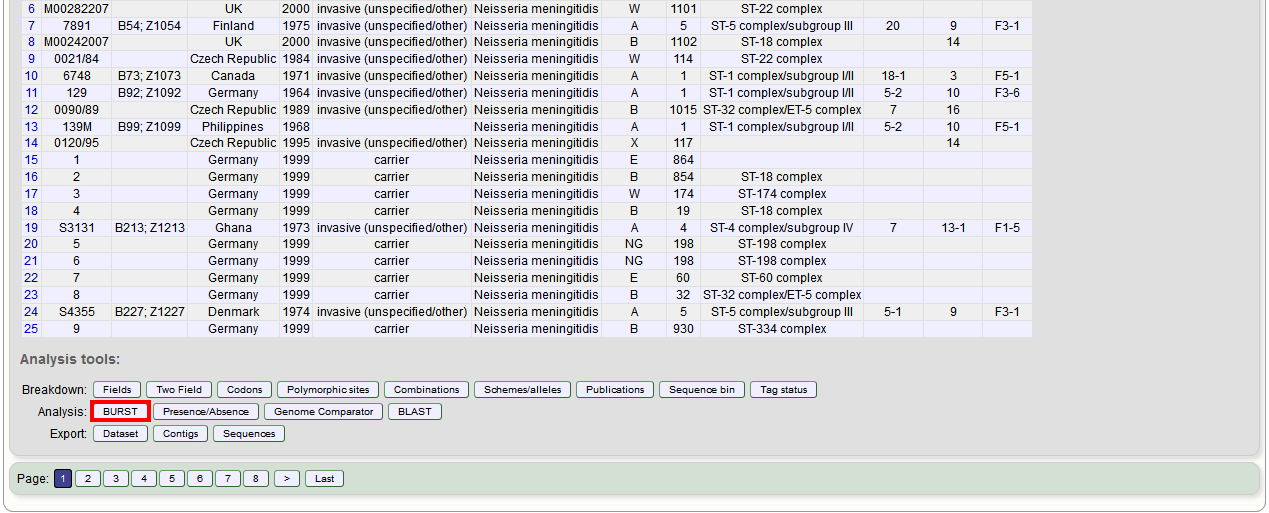 6 M00282207 UK 2000 invasive (unspecified/other) Neisseria meningitidis W 1101 ST-22 complex
7 7891 B54; Z1054 Finland 1975 invasive (unspecified/other) Neisseria meningitidis A 5 ST-5 complex/subgroup III 20 9 F3-1
8 M00242007 UK 2000 invasive (unspecified/other) Neisseria meningitidis B 1102 ST-18 complex 14
9 0021/84 Czech Republic 1984 invasive (unspecified/other) Neisseria meningitidis W 114 ST-22 complex
10 6748 B73; Z1073 Canada 1971 invasive (unspecified/other) Neisseria meningitidis A 1 ST-1 complex/subgroup I/II 18-1 3 F5-1
11 129 B92; Z1092 Germany 1964 invasive (unspecified/other) Neisseria meningitidis A 1 ST-1 complex/subgroup I/II 5-2 10 F3-6
12 0090/89 Czech Republic 1989 invasive (unspecified/other) Neisseria meningitidis B 1015 ST-32 complex/ET-5 complex 7 16
13 139M B99; Z1099 Philippines 1968 Neisseria meningitidis A 1 ST-1 complex/subgroup I/II 5-2 10 F5-1
14 0120/95 Czech Republic 1995 invasive (unspecified/other) Neisseria meningitidis X 117 14
15 1 Germany 1999 carrier Neisseria meningitidis E 864
16 2 Germany 1999 carrier Neisseria meningitidis B 854 ST-18 complex
17 3 Germany 1999 carrier Neisseria meningitidis W 174 ST-174 complex
18 4 Germany 1999 carrier Neisseria meningitidis B 19 ST-18 complex
19 S3131 B213; Z1213 Ghana 1973 invasive (unspecified/other) Neisseria meningitidis A 4 ST-4 complex/subgroup IV 7 13-1 F1-5
20 5 Germany 1999 carrier Neisseria meningitidis NG 198 ST-198 complex
21 6 Germany 1999 carrier Neisseria meningitidis NG 198 ST-198 complex
22 7 Germany 1999 carrier Neisseria meningitidis E 60 ST-60 complex
23 8 Germany 1999 carrier Neisseria meningitidis B 32 ST-32 complex/ET-5 complex
24 S4355 B227; Z1227 Denmark 1974 invasive (unspecified/other) Neisseria meningitidis A 5 ST-5 complex/subgroup III 5-1 9 F3-1
25 9 Germany 1999 carrier Neisseria meningitidis B 930 ST-334 complex
Analysis tools:
Breakdown: Fields Two Field Codons Polymorphic sites Combinations Schemes/alleles Publications Sequence bin Tag status
Analysis: BURST Presence/Absence Genome Comparator BLAST
Export: Dataset Contigs Sequences
Page: 1 2 3 4 5 6 7 8 > Last